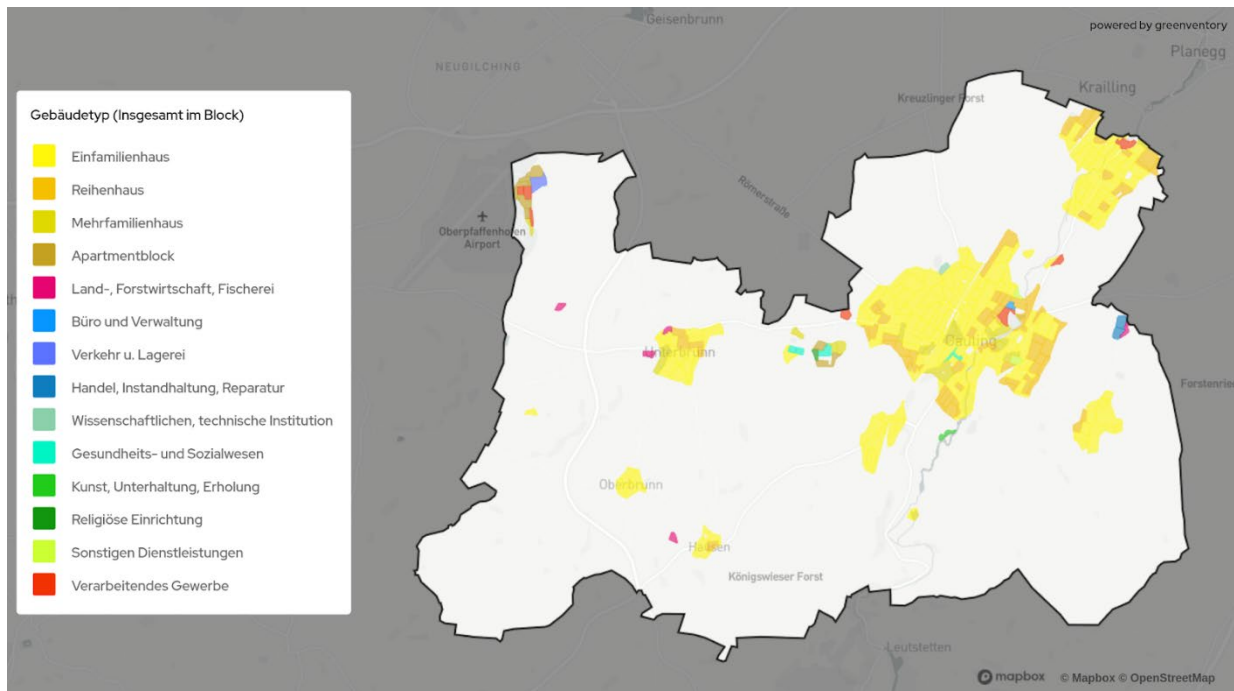 Geisenbrunn
powered by greenventory
Planegg
NEUGILCHING
Krailling
Kreuzlinger Forst
Gebäudetyp (Insgesamt im Block)
Einfamilienhaus
Reihenhaus
Mehrfamilienhaus
Apartmentblock
Land-, Forstwirtschaft, Fischerei
Büro und Verwaltung
Verkehr u. Lagerei
Handel, Instandhaltung, Reparatur
Wissenschaftlichen, technische Institution
Gesundheits- und Sozialwesen
Kunst, Unterhaltung, Erholung
Religiöse Einrichtung
Sonstigen Dienstleistungen
Verarbeitendes Gewerbe
Römerstraße
Oberpfaffenhofen
Airport
Unterbrunn
Gauting
Oberbrunn
Hausen
Königswieser Forst
Leutstetten
mapbox
© Mapbox © OpenStreetMap